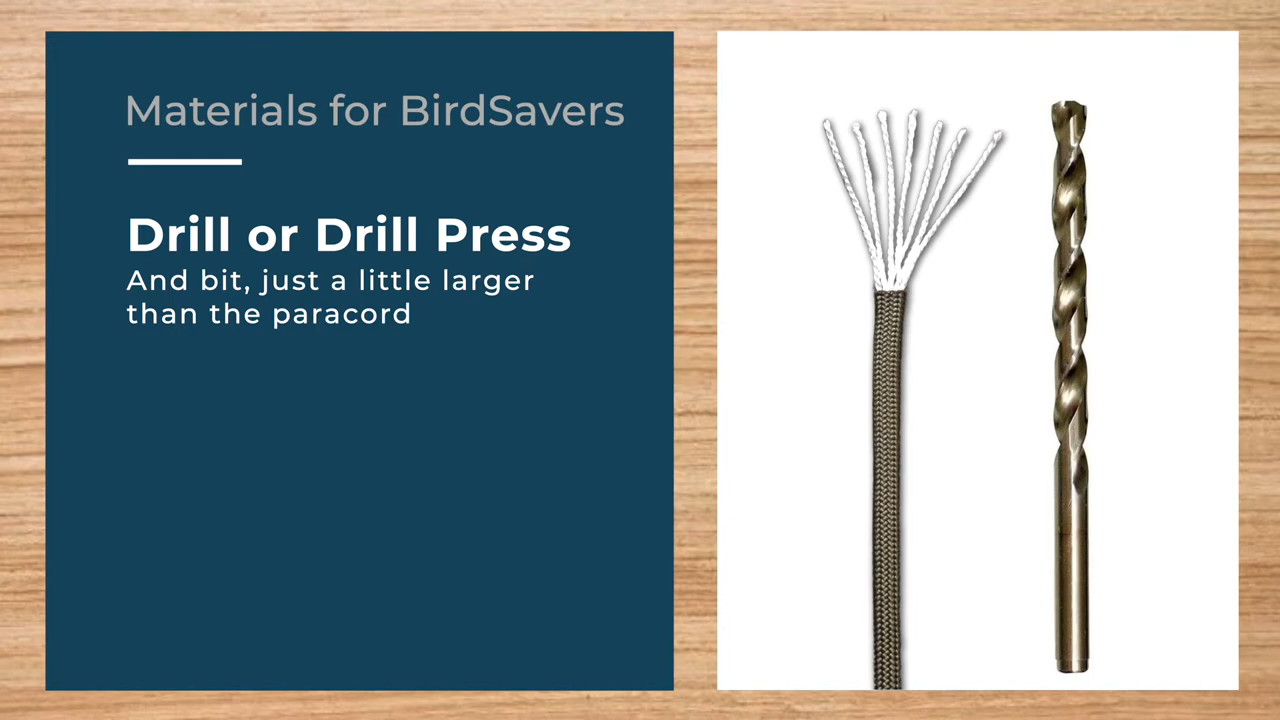 Materials for BirdSavers
Drill or Drill Press
And bit, just a little larger
than the paracord